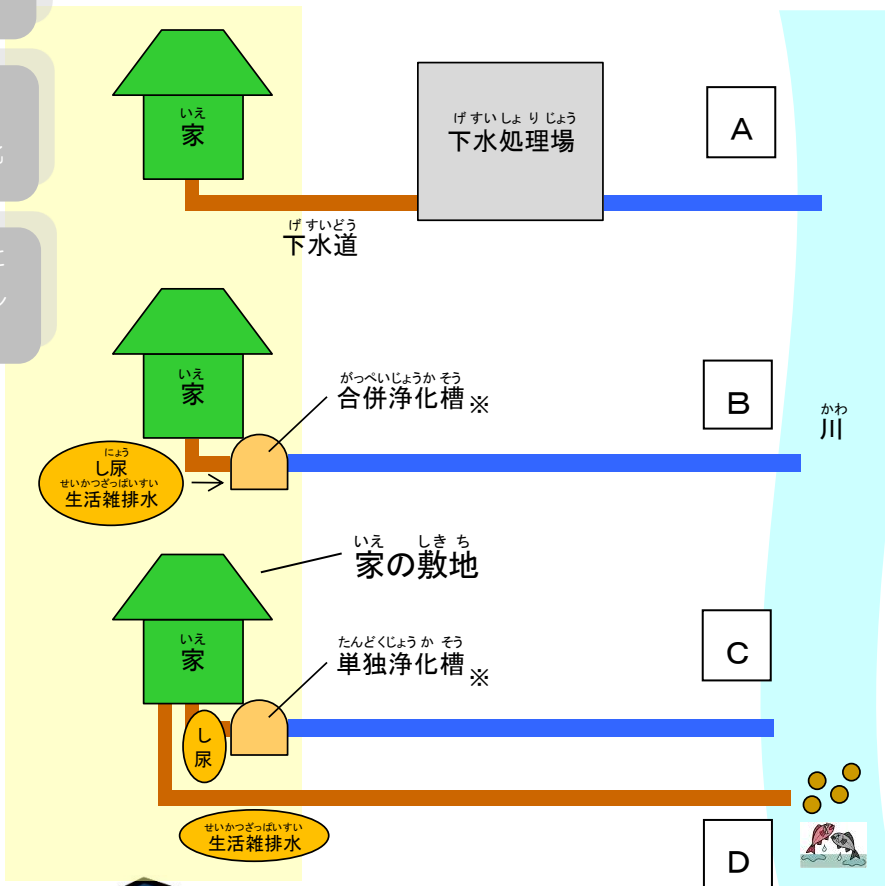 いえ
家
げすいしょりじょう
下水処理場
A
げすいどう
下水道
いえ
家
がっぺいじょうかそう
合併浄化槽※
B
かわ
川
にょう
し尿
せいかつざっぱいすい
生活雑排水
いえ しきち
家の敷地
いえ
家
たんどくじょうかそう
単独浄化槽※
C
し
尿
せいかつざっぱいすい
生活雑排水
D